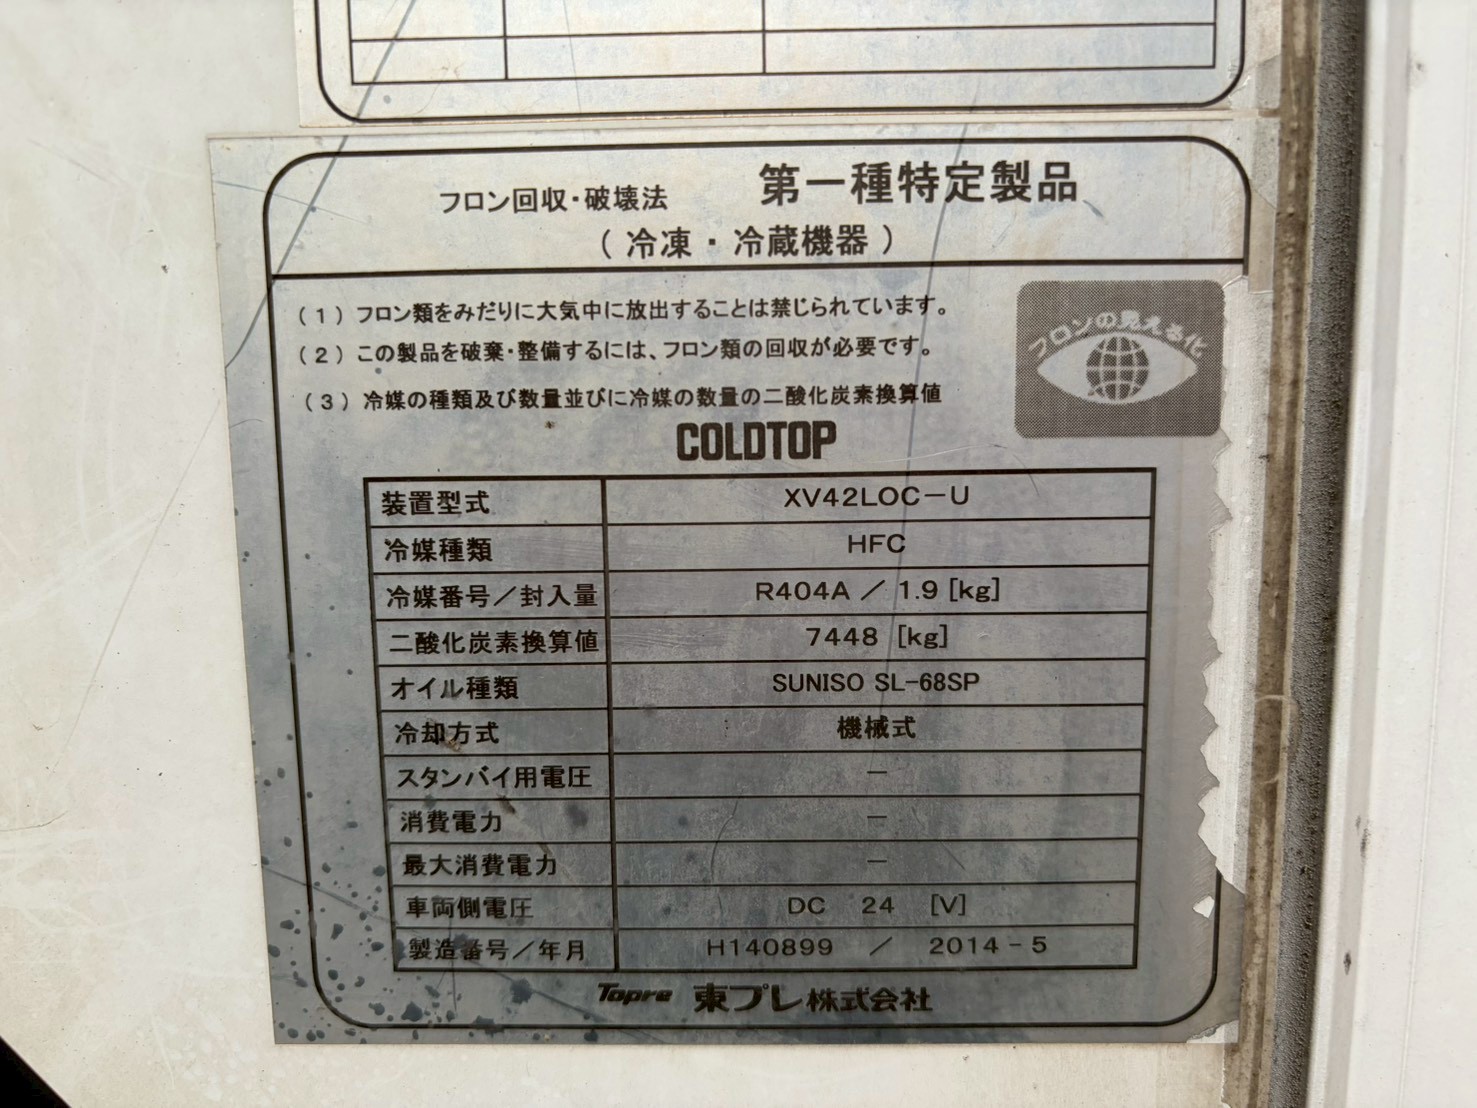 フロン回収・破壊法 第一種特定製品
（ 冷凍 ・ 冷蔵機器 ）
（１）フロン類をみだりに大気中に放出することは禁じられています。
（２）この製品を破棄・整備するには、フロン類の回収が必要です。
（３）冷媒の種類及び数量並びに冷媒の数量の二酸化炭素換算値
フロンの見える化
COLDTOP
装置型式 XV42LOC－U
冷媒種類 HFC
冷媒番号／封入量 R404A ／ 1.9 [kg]
二酸化炭素換算値 7448 [kg]
オイル種類 SUNISO SL-68SP
冷却方式 機械式
スタンバイ用電圧 －
消費電力 －
最大消費電力 －
車両側電圧 DC 24 [V]
製造番号／年月 H140899 ／ 2014 - 5
Topre 東プレ株式会社